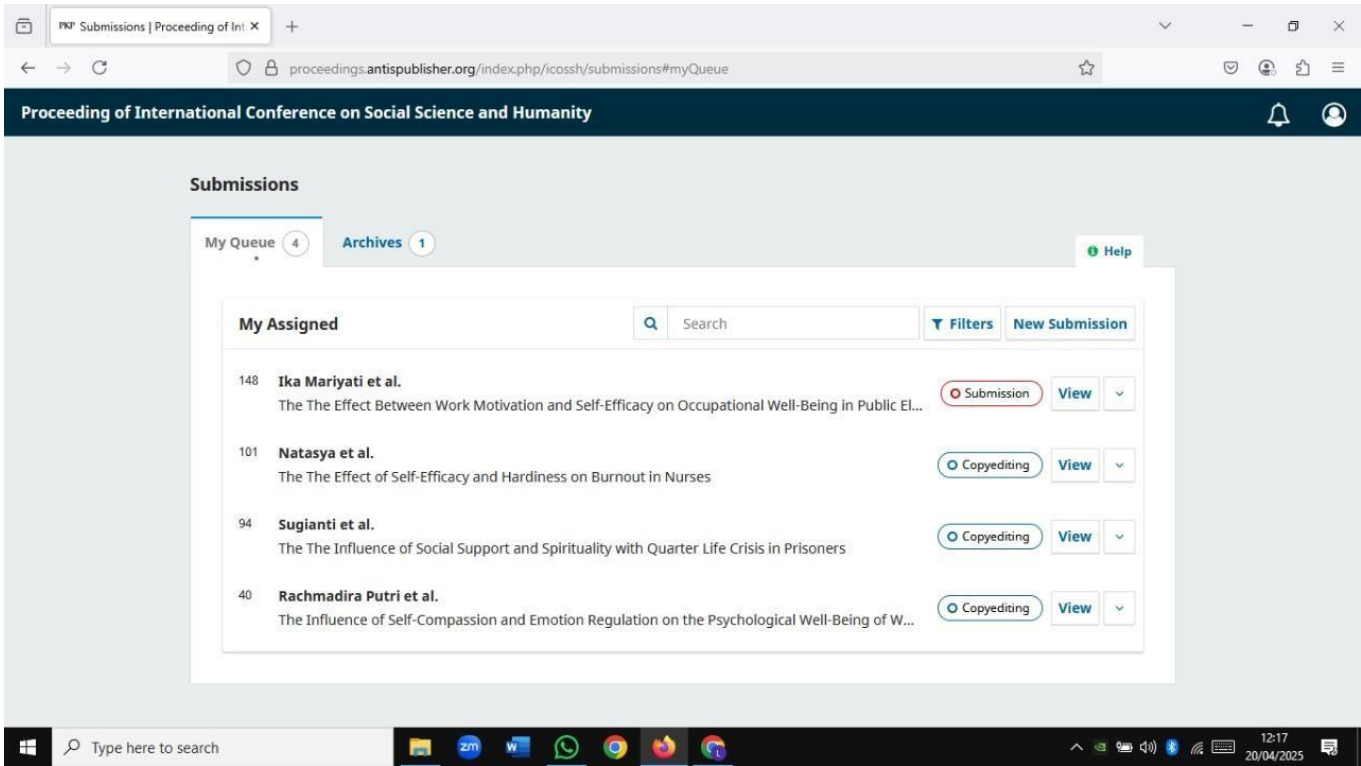 PKP Submissions | Proceeding of Int
proceedings.antispublisher.org/index.php/icossh/submissions#myQueue
Proceeding of International Conference on Social Science and Humanity
Submissions
My Queue 4 Archives 1
Help
My Assigned Search Filters New Submission
148 Ika Mariyati et al.
The The Effect Between Work Motivation and Self-Efficacy on Occupational Well-Being in Public El... Submission View
101 Natasya et al.
The The Effect of Self-Efficacy and Hardiness on Burnout in Nurses Copyediting View
94 Sugianti et al.
The The Influence of Social Support and Spirituality with Quarter Life Crisis in Prisoners Copyediting View
40 Rachmadira Putri et al.
The Influence of Self-Compassion and Emotion Regulation on the Psychological Well-Being of W... Copyediting View
Type here to search zm W L 12:17
20/04/2025